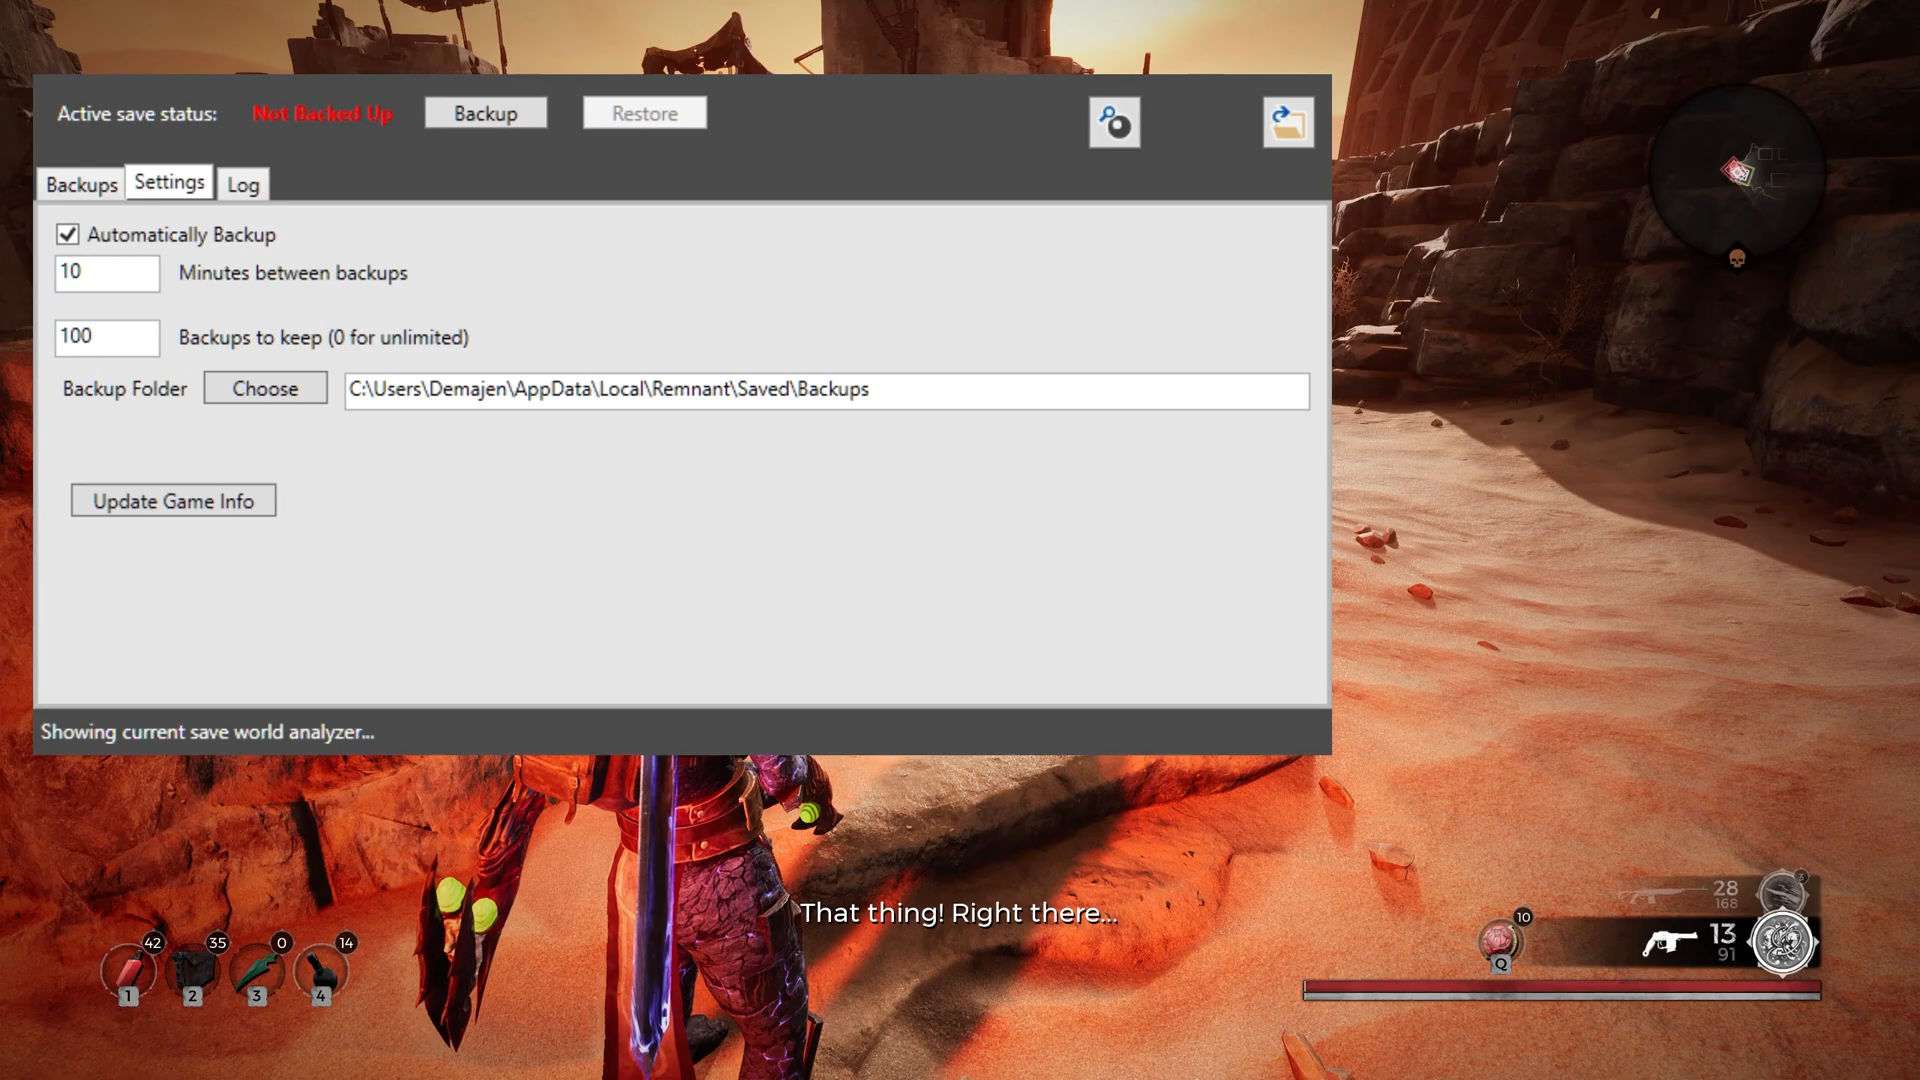 Active save status: Not Backed Up Backup Restore
Backups Settings Log
Automatically Backup
10 Minutes between backups
100 Backups to keep (0 for unlimited)
Backup Folder Choose C:\Users\Demajen\AppData\Local\Remnant\Saved\Backups
Update Game Info
Showing current save world analyzer...
That thing! Right there...
42 35 0 14
1 2 3 4
10
Q
3
28
168
13
91